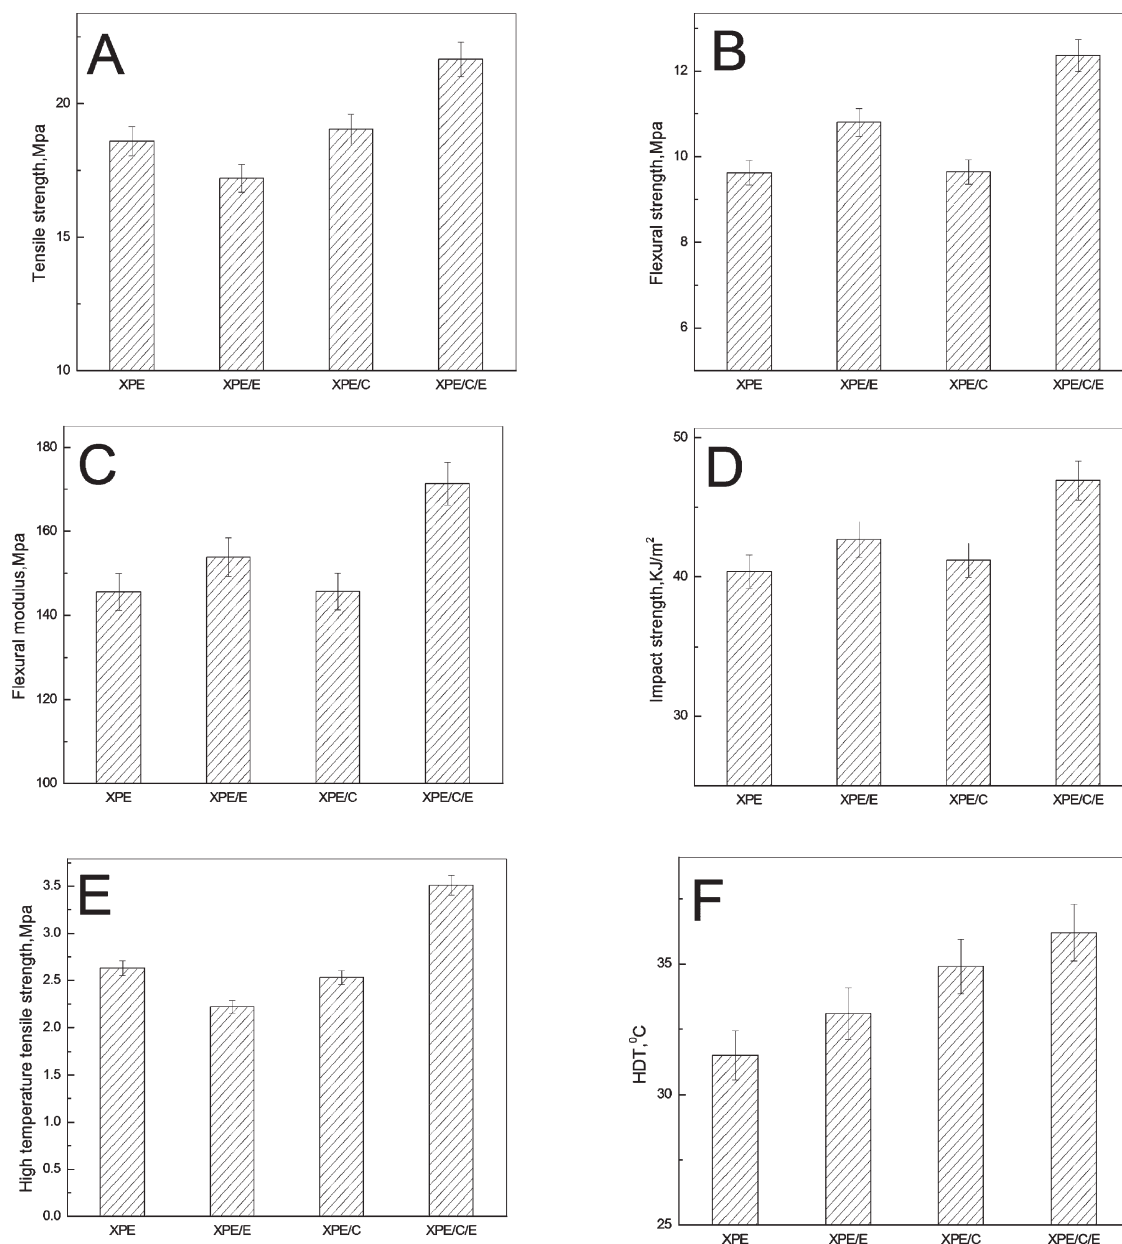 A
Tensile strength,Mpa
20
15
10
XPE XPE/E XPE/C XPE/C/E
B
Flexural strength,Mpa
12
10
8
6
XPE XPE/E XPE/C XPE/C/E
C
Flexural modulus,Mpa
180
160
140
120
100
XPE XPE/E XPE/C XPE/C/E
D
Impact strength,KJ/m²
50
40
30
XPE XPE/E XPE/C XPE/C/E
E
High temperature tensile strength,Mpa
3.5
3.0
2.5
2.0
1.5
1.0
0.5
0.0
XPE XPE/E XPE/C XPE/C/E
F
HDT,⁰C
35
30
25
XPE XPE/E XPE/C XPE/C/E